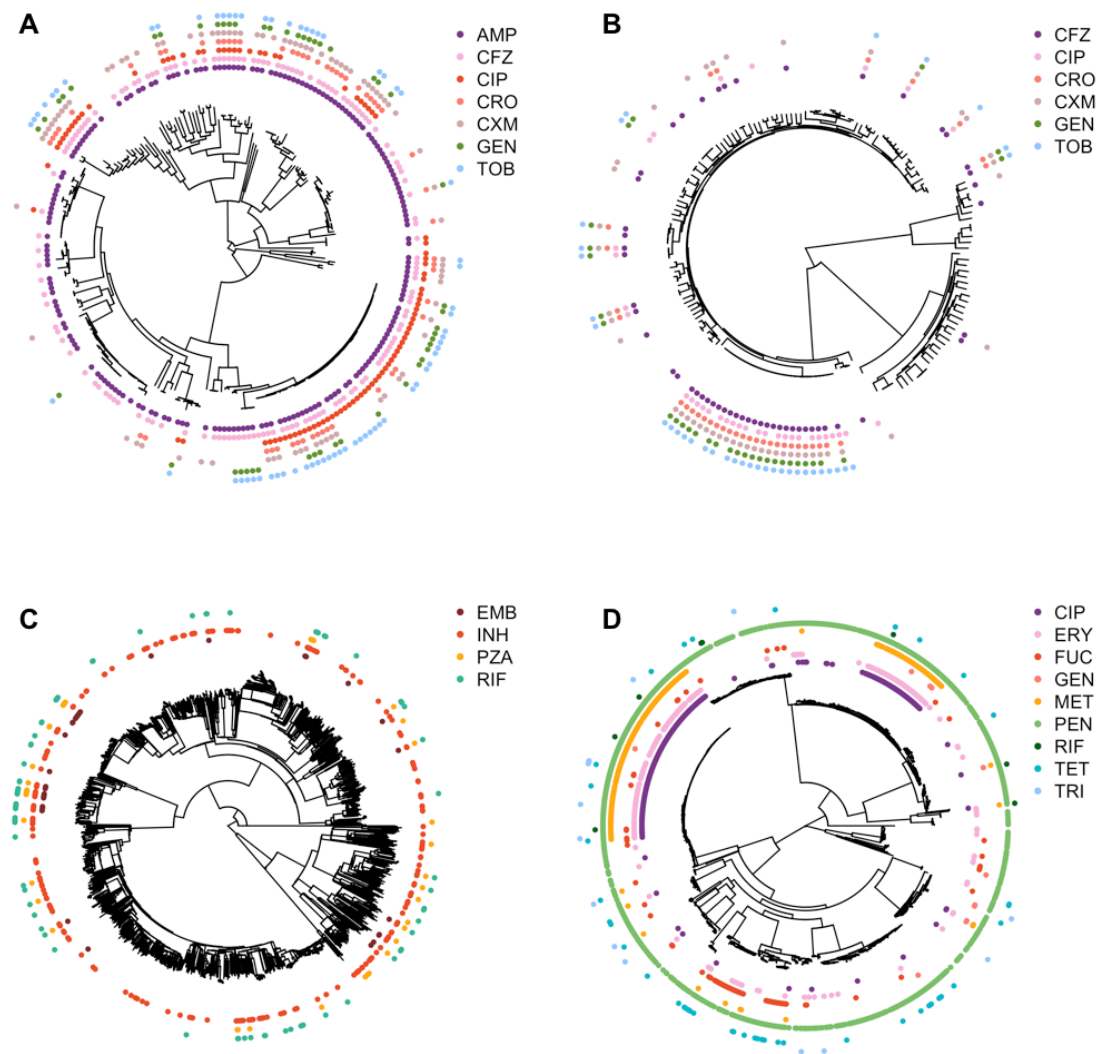 A
AMP
CFZ
CIP
CRO
CXM
GEN
TOB
B
CFZ
CIP
CRO
CXM
GEN
TOB
C
EMB
INH
PZA
RIF
D
CIP
ERY
FUC
GEN
MET
PEN
RIF
TET
TRI